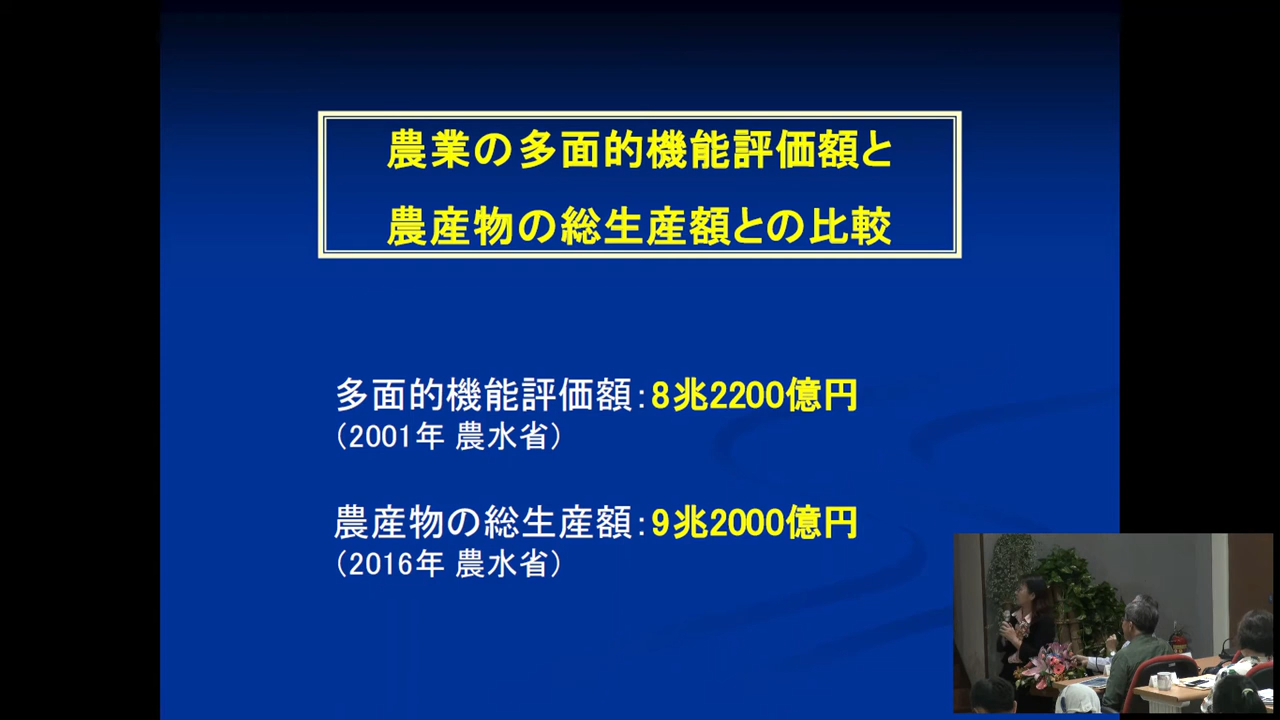 農業の多面的機能評価額と
農産物の総生産額との比較
多面的機能評価額：8兆2200億円
（2001年 農水省）
農産物の総生産額：9兆2000億円
（2016年 農水省）